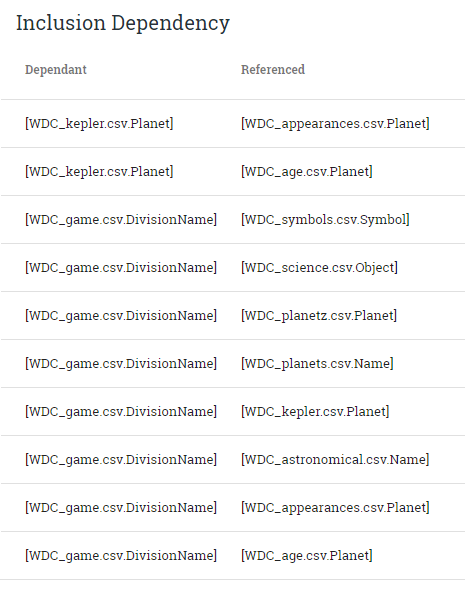 Inclusion Dependency
Dependant Referenced
[WDC_kepler.csv.Planet] [WDC_appearances.csv.Planet]
[WDC_kepler.csv.Planet] [WDC_age.csv.Planet]
[WDC_game.csv.DivisionName] [WDC_symbols.csv.Symbol]
[WDC_game.csv.DivisionName] [WDC_science.csv.Object]
[WDC_game.csv.DivisionName] [WDC_planetz.csv.Planet]
[WDC_game.csv.DivisionName] [WDC_planets.csv.Name]
[WDC_game.csv.DivisionName] [WDC_kepler.csv.Planet]
[WDC_game.csv.DivisionName] [WDC_astronomical.csv.Name]
[WDC_game.csv.DivisionName] [WDC_appearances.csv.Planet]
[WDC_game.csv.DivisionName] [WDC_age.csv.Planet]